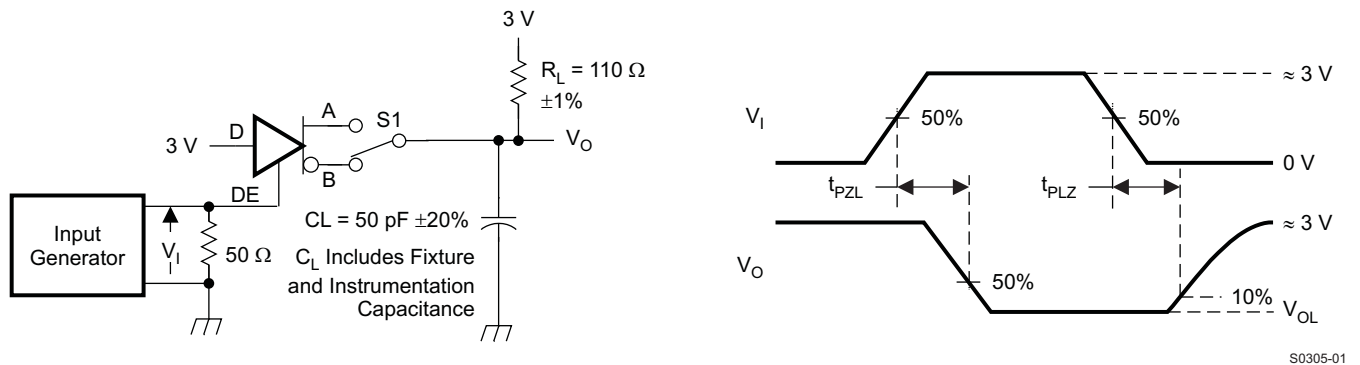 3 V
R_L = 110 Ω
±1%
A
S1
D
3 V
V_O
B
DE
Input
Generator
V_I
50 Ω
CL = 50 pF ±20%
C_L Includes Fixture
and Instrumentation
Capacitance
≈ 3 V
V_I
50%
50%
0 V
t_PZL
t_PLZ
≈ 3 V
V_O
50%
10%
V_OL
S0305-01